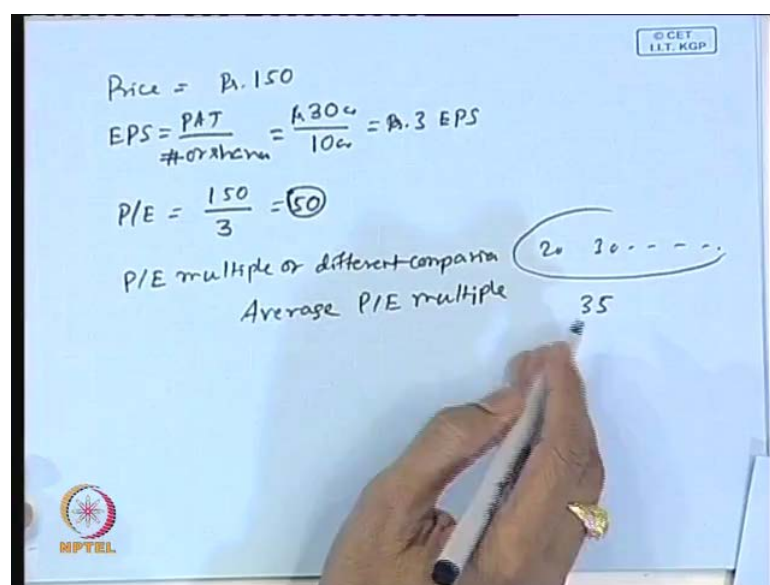 © CET
I.I.T. KGP
Price = Rs. 150
EPS = PAT / # of shares = Rs 30 cr / 10 cr = Rs. 3 EPS
P/E = 150 / 3 = 50
P/E multiple of different companies 20 30 - - - - -
Average P/E multiple 35
NPTEL